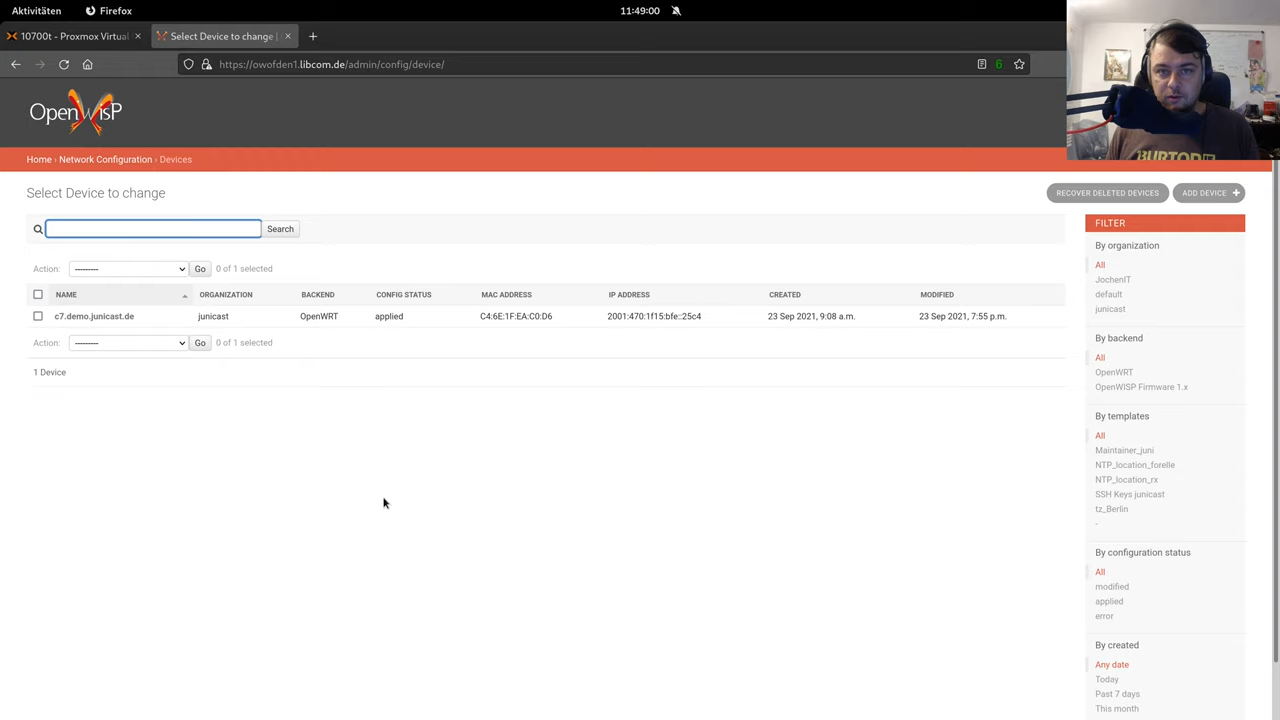 Aktivitäten Firefox 11:49:00
10700t - Proxmox Virtual × Select Device to change | × +
https://owofden1.libcom.de/admin/config/device/ 6
OpenWISP
Home › Network Configuration › Devices
Select Device to change
RECOVER DELETED DEVICES ADD DEVICE +
Search
Action: --------- Go 0 of 1 selected
NAME ORGANIZATION BACKEND CONFIG STATUS MAC ADDRESS IP ADDRESS CREATED MODIFIED
c7.demo.junicast.de junicast OpenWRT applied C4:6E:1F:EA:C0:D6 2001:470:1f15:bfe::25c4 23 Sep 2021, 9:08 a.m. 23 Sep 2021, 7:55 p.m.
Action: --------- Go 0 of 1 selected
1 Device
FILTER
By organization
All
JochenIT
default
junicast
By backend
All
OpenWRT
OpenWISP Firmware 1.x
By templates
All
Maintainer_juni
NTP_location_forelle
NTP_location_rx
SSH Keys junicast
tz_Berlin
-
By configuration status
All
modified
applied
error
By created
Any date
Today
Past 7 days
This month
BURTON